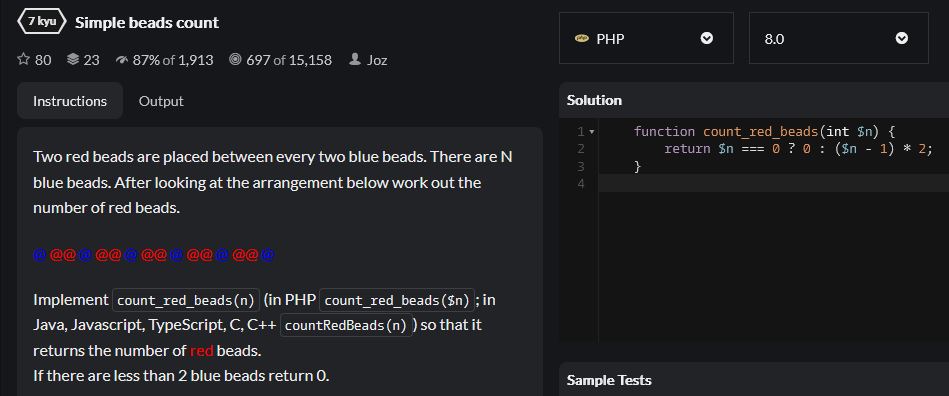 7 kyu Simple beads count
80 23 87% of 1,913 697 of 15,158 Joz
Instructions Output
Two red beads are placed between every two blue beads. There are N
blue beads. After looking at the arrangement below work out the
number of red beads.
@ @@ @ @@ @ @@ @ @@ @ @@ @
Implement count_red_beads(n) (in PHP count_red_beads($n); in
Java, Javascript, TypeScript, C, C++ countRedBeads(n)) so that it
returns the number of red beads.
If there are less than 2 blue beads return 0.
php PHP
8.0
Solution
1 function count_red_beads(int $n) {
2 return $n === 0 ? 0 : ($n - 1) * 2;
3 }
4
Sample Tests